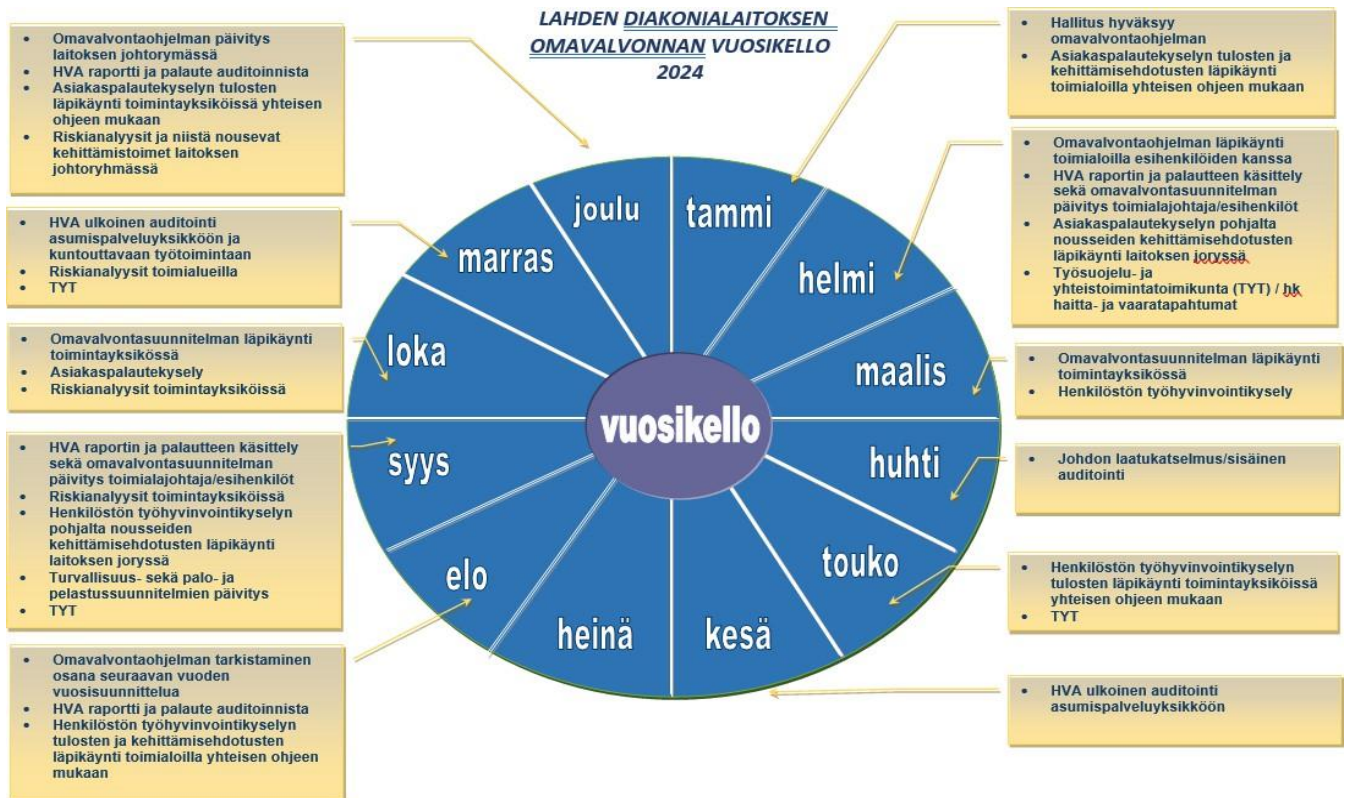 LAHDEN DIAKONIALAITOKSEN
OMAVALVONNAN VUOSIKELLO
2024
• Omavalvontaohjelman päivitys
laitoksen johtorymässä
• HVA raportti ja palaute auditoinnista
• Asiakaspalautekyselyn tulosten
läpikäynti toimintayksiköissä yhteisen
ohjeen mukaan
• Riskianalyysit ja niistä nousevat
kehittämistoimet laitoksen
johtoryhmässä
• HVA ulkoinen auditointi
asumispalveluyksikköön ja
kuntouttavaan työtoimintaan
• Riskianalyysit toimialueilla
• TYT
• Omavalvontasuunnitelman läpikäynti
toimintayksikössä
• Asiakaspalautekysely
• Riskianalyysit toimintayksiköissä
• HVA raportin ja palautteen käsittely
sekä omavalvontasuunnitelman
päivitys toimialajohtaja/esihenkilöt
• Riskianalyysit toimintayksiköissä
• Henkilöstön työhyvinvointikyselyn
pohjalta nousseiden
kehittämisehdotusten läpikäynti
laitoksen joryssä
• Turvallisuus- sekä palo- ja
pelastussuunnitelmien päivitys
• TYT
• Omavalvontaohjelman tarkistaminen
osana seuraavan vuoden
vuosisuunnittelua
• HVA raportti ja palaute auditoinnista
• Henkilöstön työhyvinvointikyselyn
tulosten ja kehittämisehdotusten
läpikäynti toimialoilla yhteisen ohjeen
mukaan
joulu
tammi
marras
helmi
loka
maalis
vuosikello
syys
huhti
elo
touko
heinä
kesä
• Hallitus hyväksyy
omavalvontaohjelman
• Asiakaspalautekyselyn tulosten ja
kehittämisehdotusten läpikäynti
toimialoilla yhteisen ohjeen mukaan
• Omavalvontaohjelman läpikäynti
toimialoilla esihenkilöiden kanssa
• HVA raportin ja palautteen käsittely
sekä omavalvontasuunnitelman
päivitys toimialajohtaja/esihenkilöt
• Asiakaspalautekyselyn pohjalta
nousseiden kehittämisehdotusten
läpikäynti laitoksen joryssä
• Työsuojelu- ja
yhteistoimintatoimikunta (TYT) / hk
haitta- ja vaaratapahtumat
• Omavalvontasuunnitelman läpikäynti
toimintayksikössä
• Henkilöstön työhyvinvointikysely
• Johdon laatukatselmus/sisäinen
auditointi
• Henkilöstön työhyvinvointikyselyn
tulosten läpikäynti toimintayksiköissä
yhteisen ohjeen mukaan
• TYT
• HVA ulkoinen auditointi
asumispalveluyksikköön